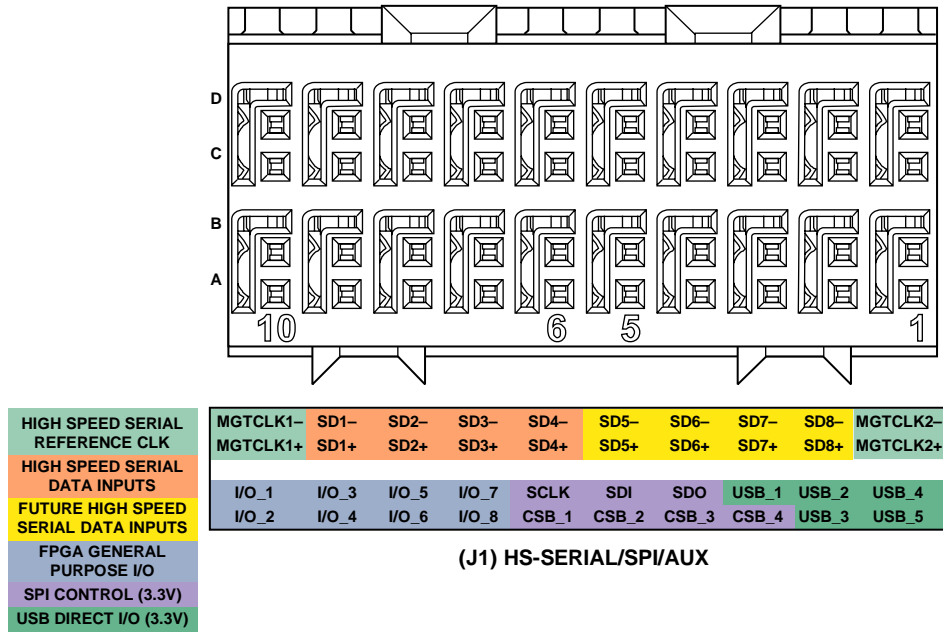 D
C
B
A
10 6 5 1
HIGH SPEED SERIAL
REFERENCE CLK
HIGH SPEED SERIAL
DATA INPUTS
FUTURE HIGH SPEED
SERIAL DATA INPUTS
FPGA GENERAL
PURPOSE I/O
SPI CONTROL (3.3V)
USB DIRECT I/O (3.3V)
MGTCLK1– SD1– SD2– SD3– SD4– SD5– SD6– SD7– SD8– MGTCLK2–
MGTCLK1+ SD1+ SD2+ SD3+ SD4+ SD5+ SD6+ SD7+ SD8+ MGTCLK2+
I/O_1 I/O_3 I/O_5 I/O_7 SCLK SDI SDO USB_1 USB_2 USB_4
I/O_2 I/O_4 I/O_6 I/O_8 CSB_1 CSB_2 CSB_3 CSB_4 USB_3 USB_5
(J1) HS-SERIAL/SPI/AUX